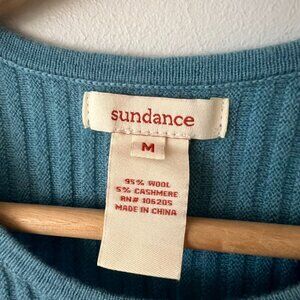 sundance
M
95% WOOL
5% CASHMERE
RN# 106205
MADE IN CHINA